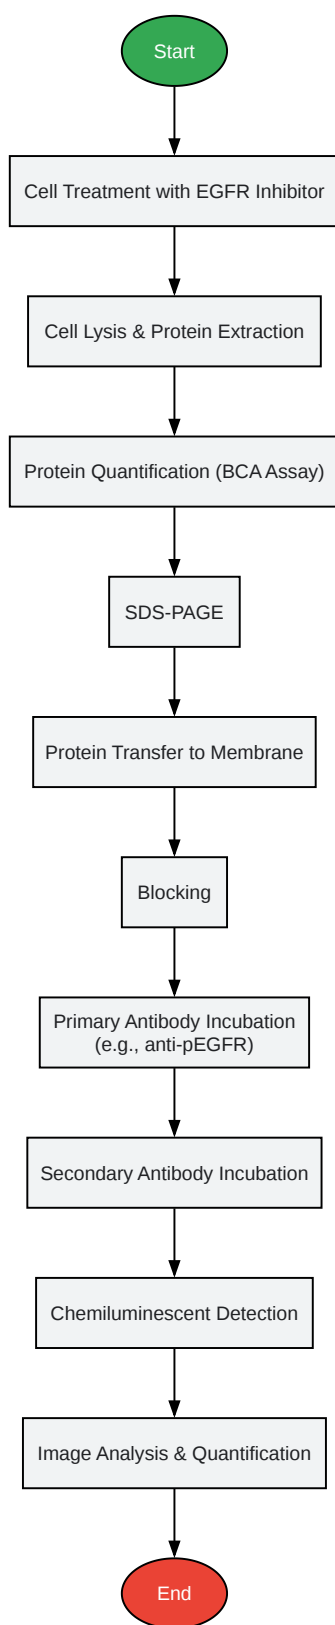 Start
Cell Treatment with EGFR Inhibitor
Cell Lysis & Protein Extraction
Protein Quantification (BCA Assay)
SDS-PAGE
Protein Transfer to Membrane
Blocking
Primary Antibody Incubation
(e.g., anti-pEGFR)
Secondary Antibody Incubation
Chemiluminescent Detection
Image Analysis & Quantification
End